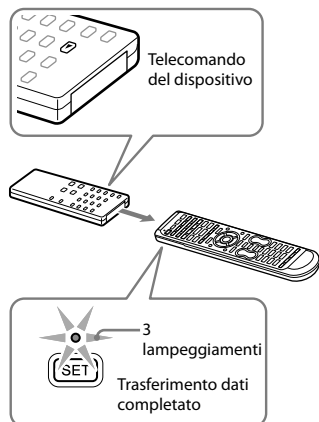 Telecomando
del dispositivo
3
lampeggiamenti
SET
Trasferimento dati
completato